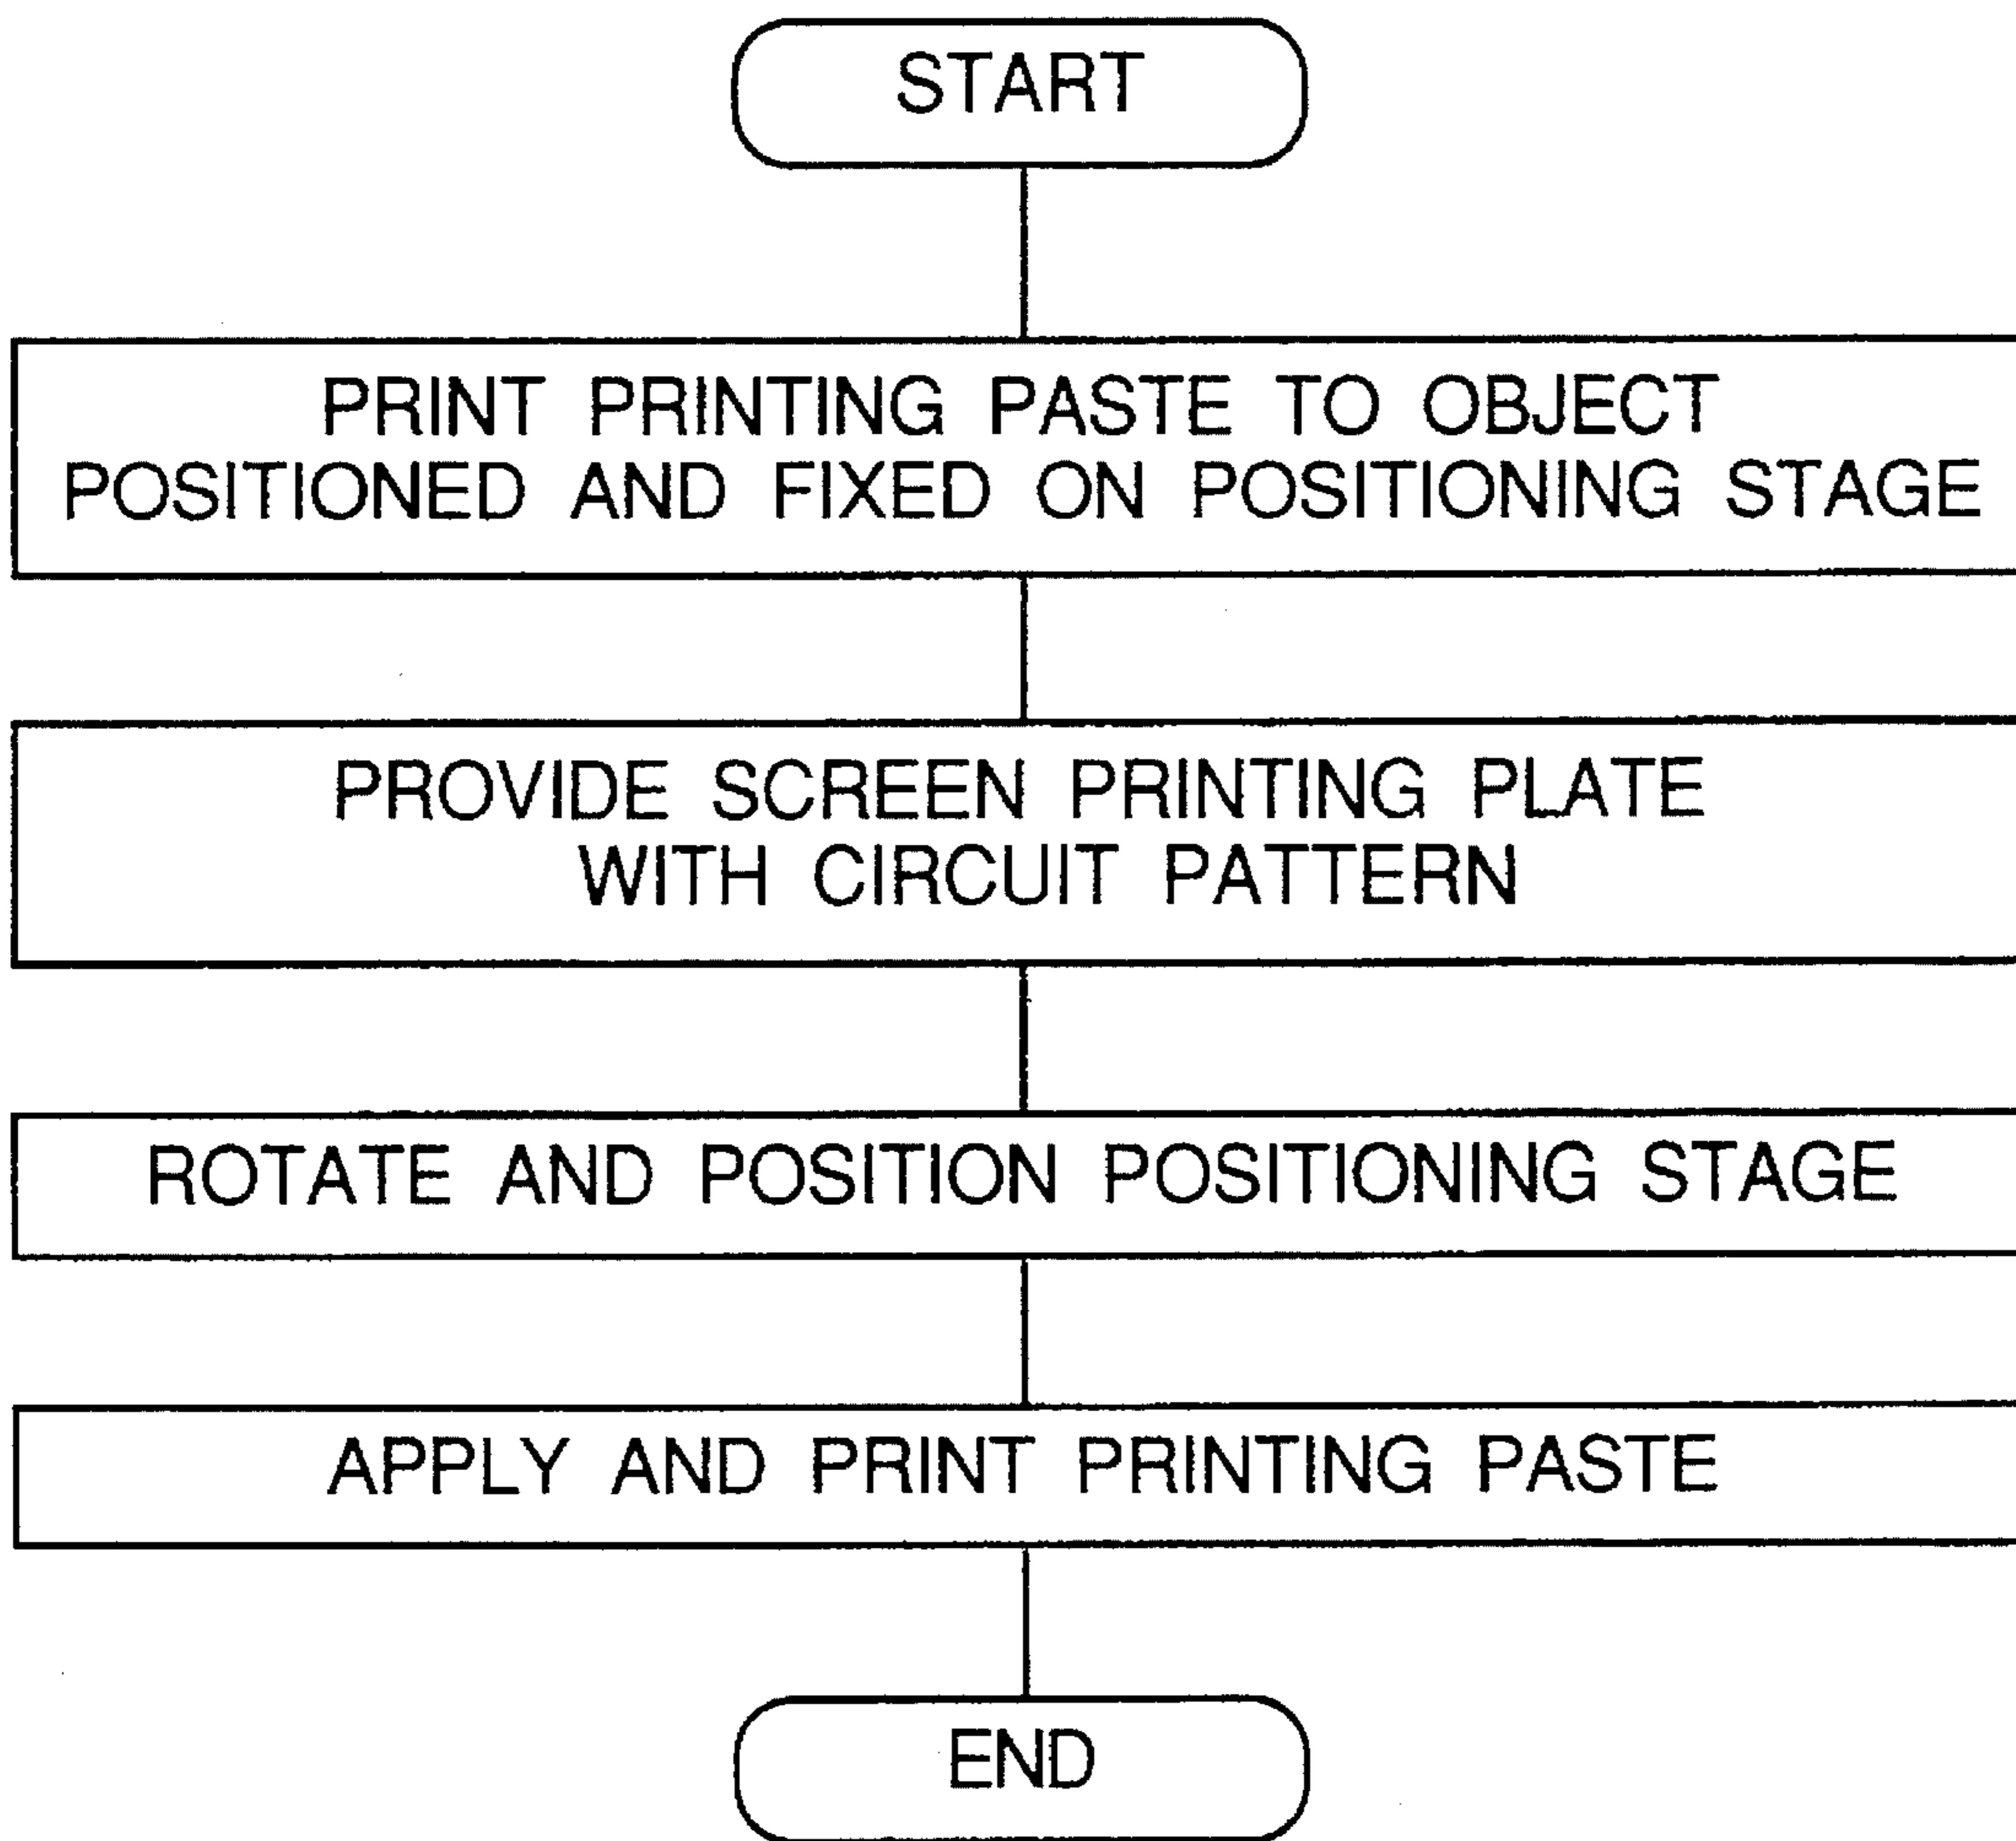 START
PRINT PRINTING PASTE TO OBJECT
POSITIONED AND FIXED ON POSITIONING STAGE
PROVIDE SCREEN PRINTING PLATE
WITH CIRCUIT PATTERN
ROTATE AND POSITION POSITIONING STAGE
APPLY AND PRINT PRINTING PASTE
END